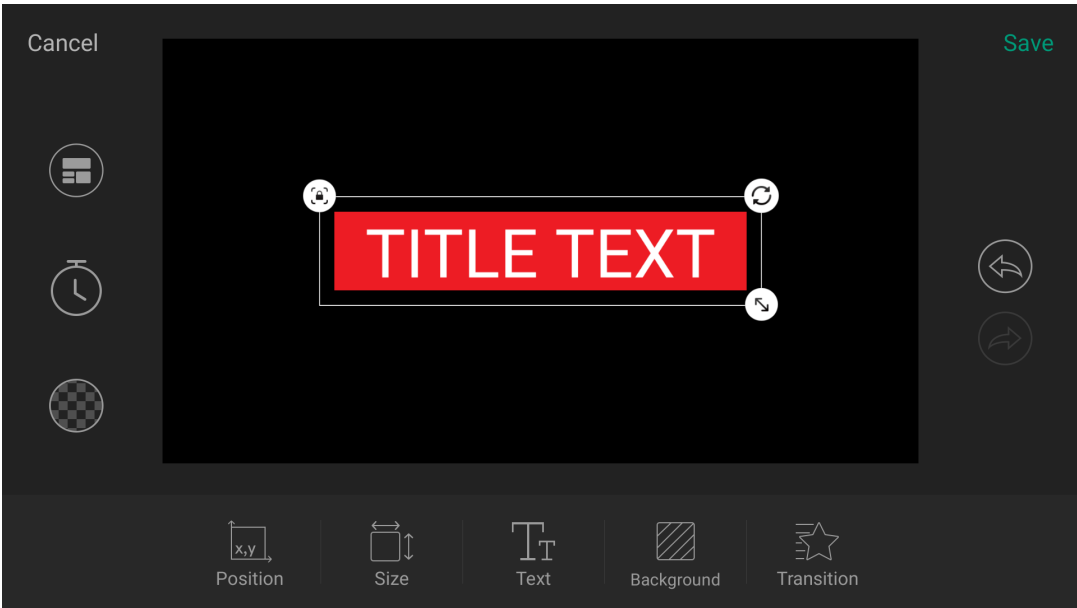 Cancel
Save
TITLE TEXT
x,y
Position
Size
Text
Background
Transition